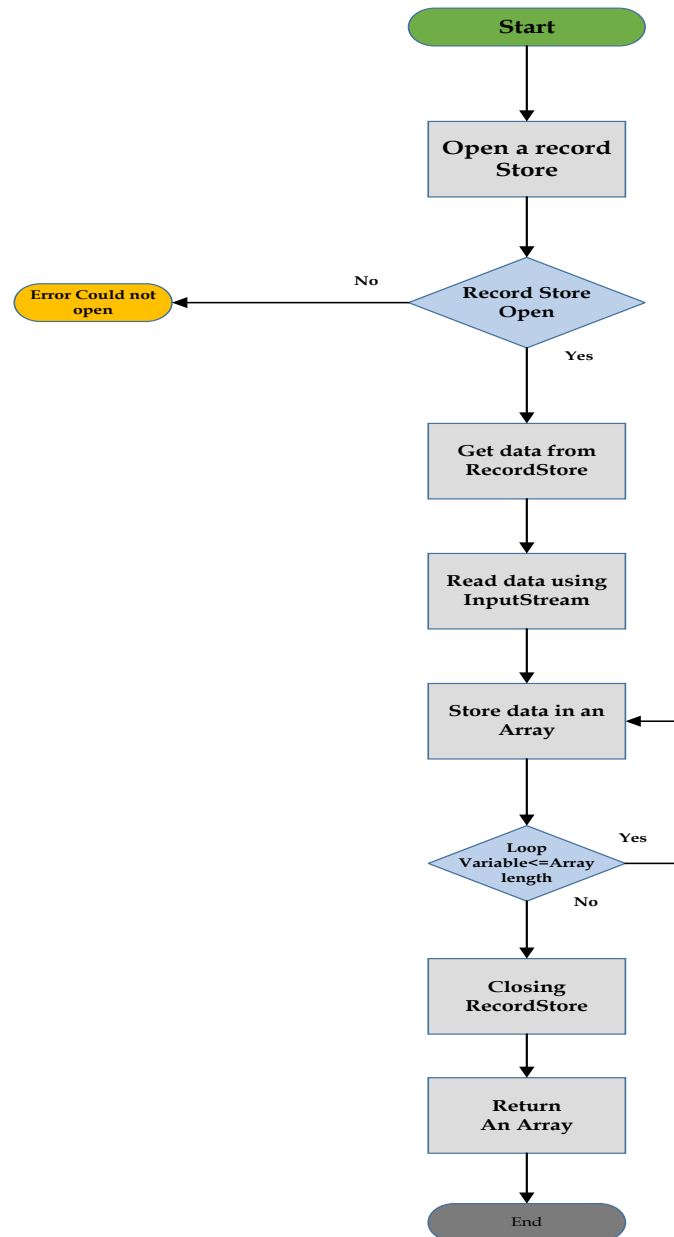 Start
Open a record
Store
No
Error Could not
open
Record Store
Open
Yes
Get data from
RecordStore
Read data using
InputStream
Store data in an
Array
Loop
Variable<=Array
length
Yes
No
Closing
RecordStore
Return
An Array
End